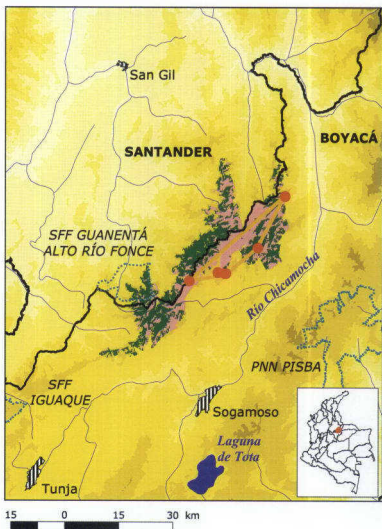 San Gil
BOYACÁ
SANTANDER
SFF GUANENTÁ
ALTO RÍO FONCE
Río Chicamocha
PNN PISBA
SFF
IGUAQUE
Sogamoso
Laguna
de Tota
Tunja
15 0 15 30 km